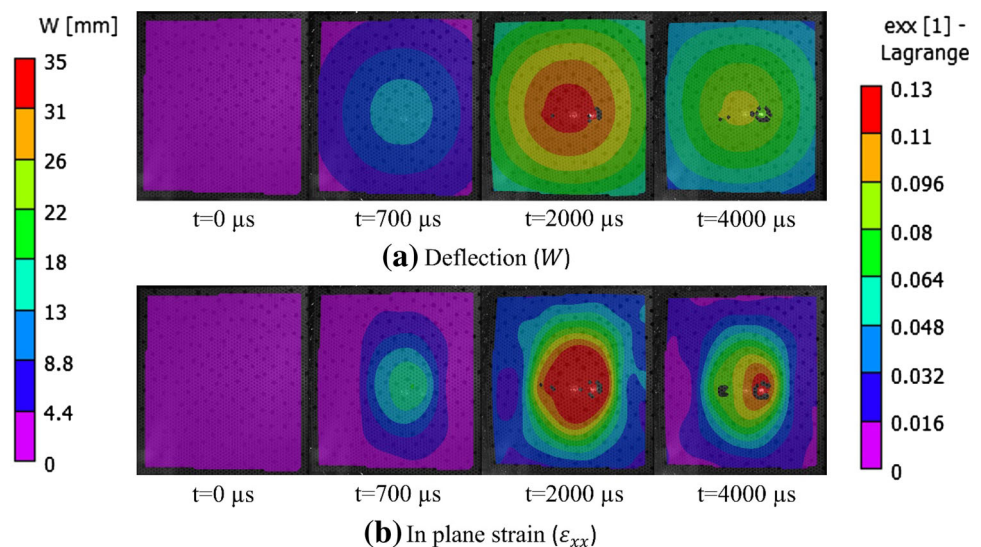 W [mm]
35
31
26
22
18
13
8.8
4.4
0
t=0 μs
t=700 μs
t=2000 μs
t=4000 μs
(a) Deflection (W)
t=0 μs
t=700 μs
t=2000 μs
t=4000 μs
(b) In plane strain (εxx)
exx [1] -
Lagrange
0.13
0.11
0.096
0.08
0.064
0.048
0.032
0.016
0